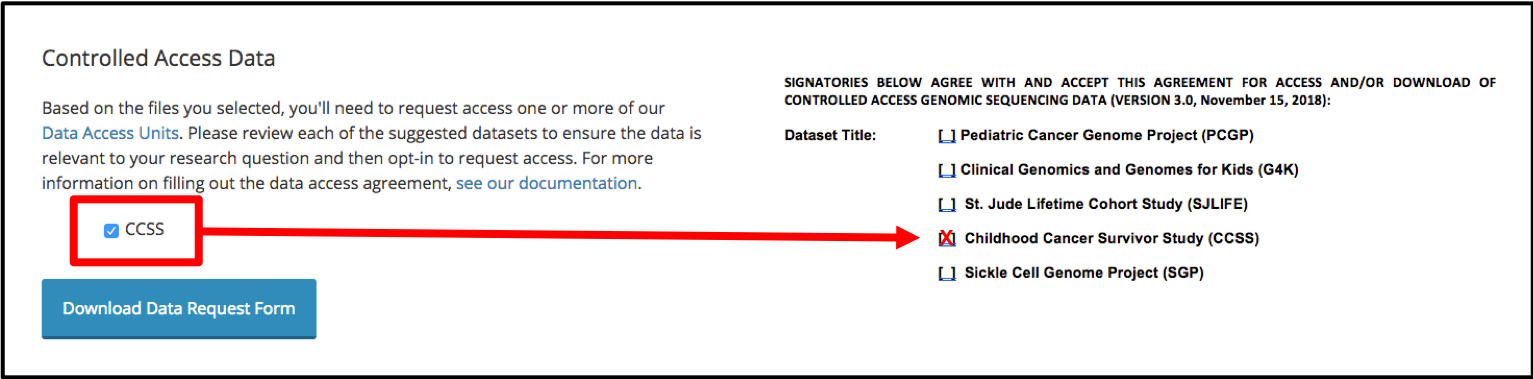 Controlled Access Data
Based on the files you selected, you'll need to request access one or more of our
Data Access Units. Please review each of the suggested datasets to ensure the data is
relevant to your research question and then opt-in to request access. For more
information on filling out the data access agreement, see our documentation.
CCSS
Download Data Request Form
SIGNATORIES BELOW AGREE WITH AND ACCEPT THIS AGREEMENT FOR ACCESS AND/OR DOWNLOAD OF
CONTROLLED ACCESS GENOMIC SEQUENCING DATA (VERSION 3.0, November 15, 2018):
Dataset Title: [_] Pediatric Cancer Genome Project (PCGP)
[_] Clinical Genomics and Genomes for Kids (G4K)
[_] St. Jude Lifetime Cohort Study (SJLIFE)
[X] Childhood Cancer Survivor Study (CCSS)
[_] Sickle Cell Genome Project (SGP)